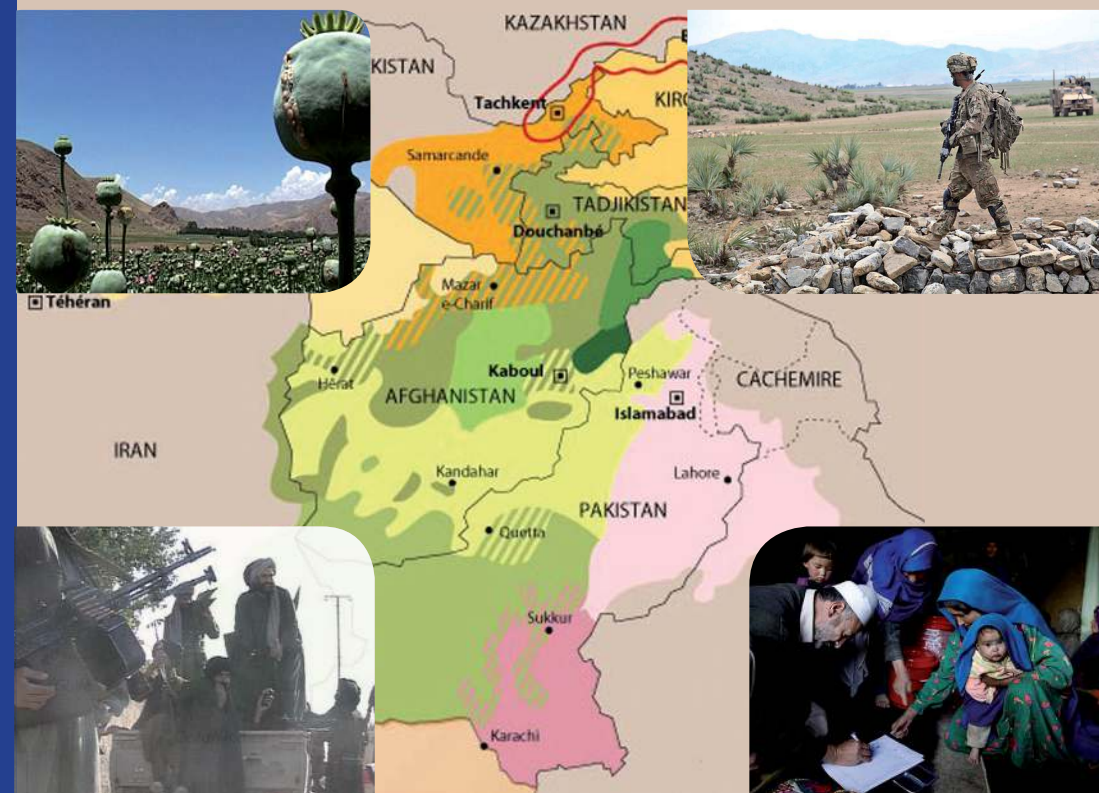 KAZAKHSTAN
KISTAN
Tachkent
KIRG
Samarcande
TADJIKISTAN
Douchanbé
Mazar
e-Charif
Téhéran
Kaboul
Peshawar
Hérat
AFGHANISTAN
CACHEMIRE
Islamabad
IRAN
Kandahar
Lahore
PAKISTAN
Quetta
Sukkur
Karachi